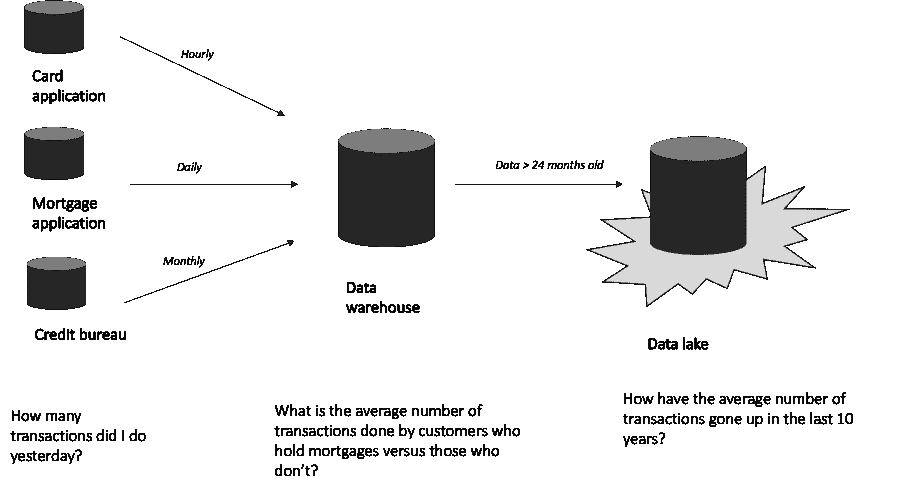 Card
application
Hourly
Mortgage
application
Daily
Credit bureau
Monthly
Data
warehouse
Data > 24 months old
Data lake
How many
transactions did I do
yesterday?
What is the average number of
transactions done by customers who
hold mortgages versus those who
don't?
How have the average number of
transactions gone up in the last 10
years?